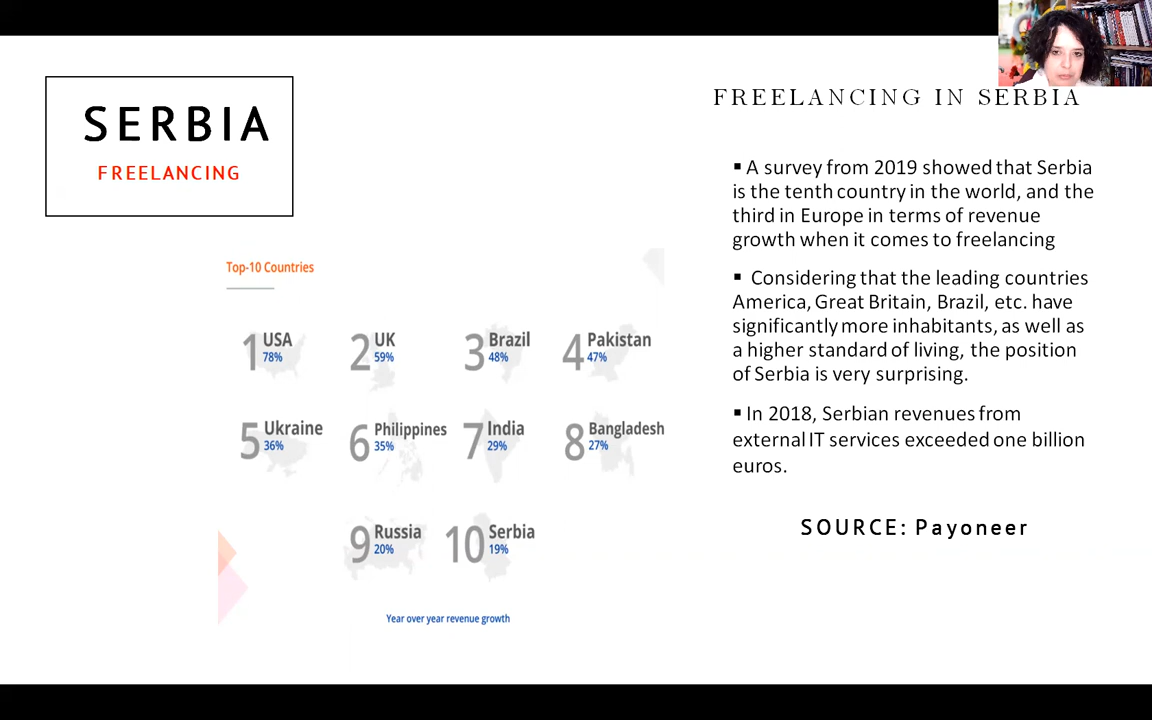 SERBIA
FREELANCING
Top-10 Countries
1 USA
78%
2 UK
59%
3 Brazil
48%
4 Pakistan
47%
5 Ukraine
36%
6 Philippines
35%
7 India
29%
8 Bangladesh
27%
9 Russia
20%
10 Serbia
19%
Year over year revenue growth
FREELANCING IN SERBIA
▪ A survey from 2019 showed that Serbia
is the tenth country in the world, and the
third in Europe in terms of revenue
growth when it comes to freelancing
▪ Considering that the leading countries
America, Great Britain, Brazil, etc. have
significantly more inhabitants, as well as
a higher standard of living, the position
of Serbia is very surprising.
▪ In 2018, Serbian revenues from
external IT services exceeded one billion
euros.
SOURCE: Payoneer